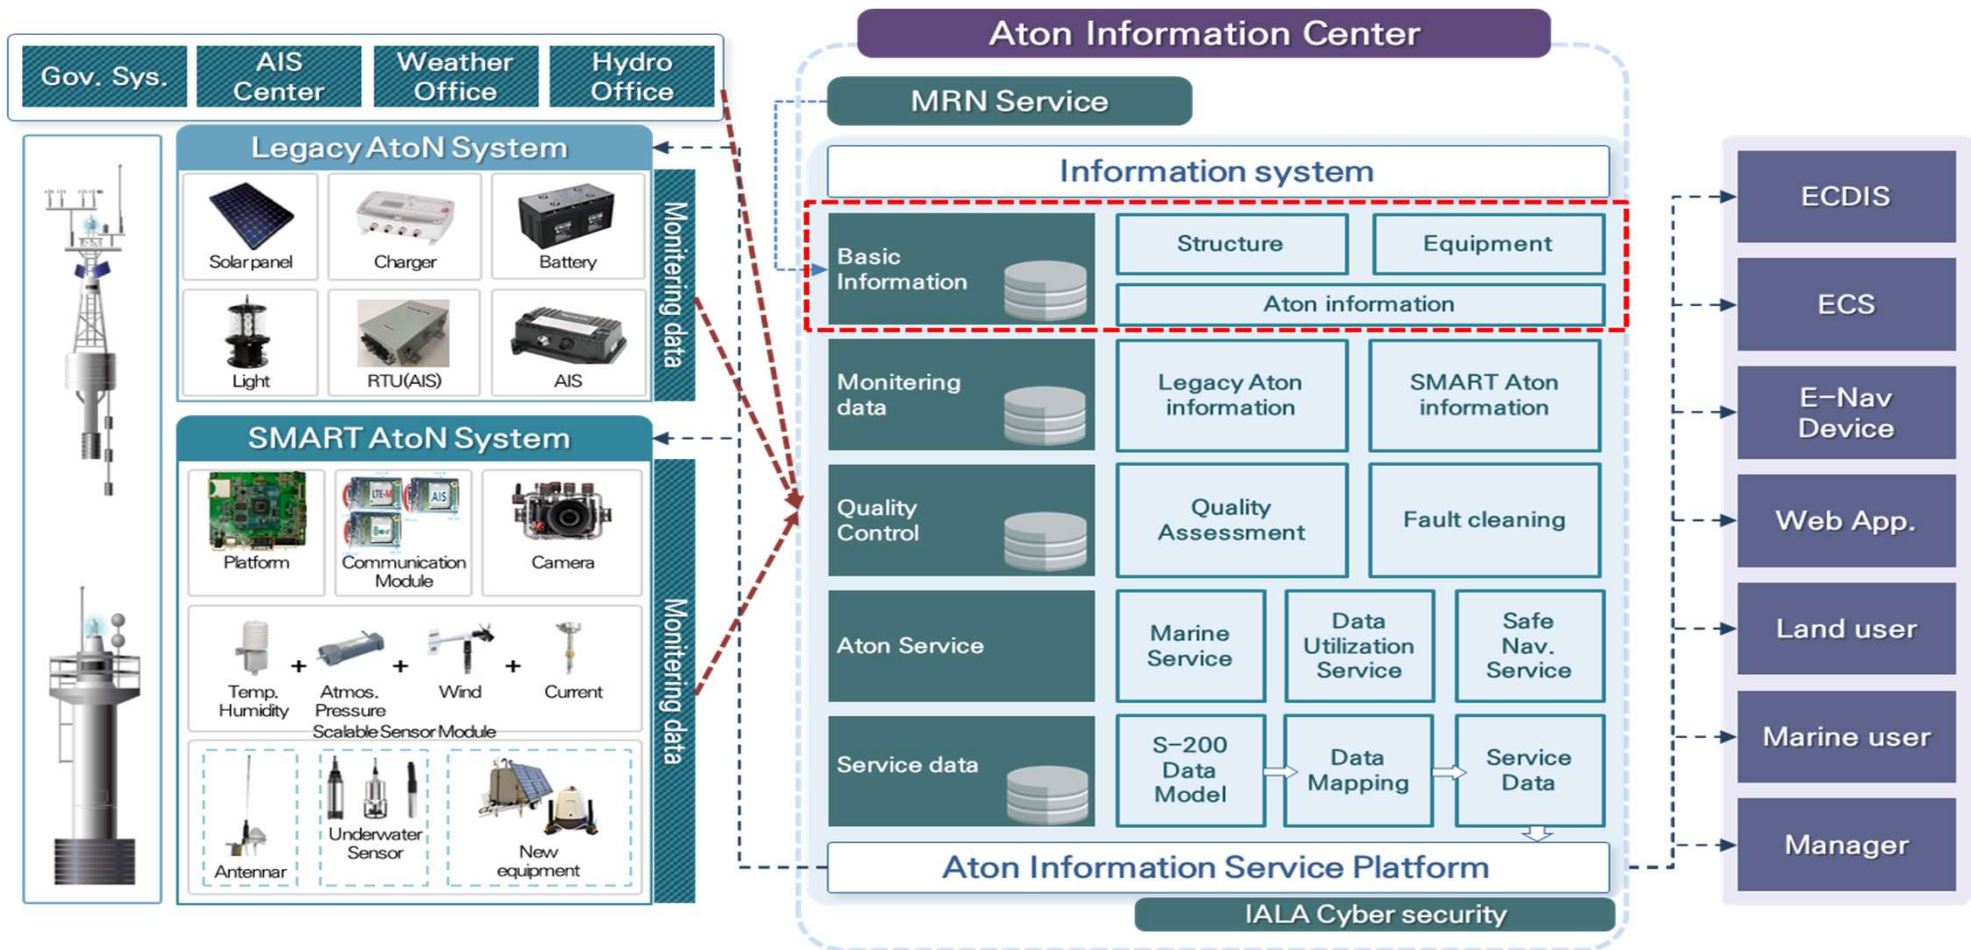 Aton Information Center
Gov. Sys.
AIS
Center
Weather
Office
Hydro
Office
MRN Service
Legacy AtoN System
Solar panel
Charger
Battery
Light
RTU(AIS)
AIS
Monitering data
SMART AtoN System
LTE-M
AIS
Platform
Communication
Module
Camera
Temp.
Humidity
+
Atmos.
Pressure
+
Wind
+
Current
Scalable Sensor Module
Antennar
Underwater
Sensor
New
equipment
Monitering data
Information system
Basic
Information
Structure
Equipment
Aton information
Monitering
data
Legacy Aton
information
SMART Aton
information
Quality
Control
Quality
Assessment
Fault cleaning
Aton Service
Marine
Service
Data
Utilization
Service
Safe
Nav.
Service
Service data
S-200
Data
Model
Data
Mapping
Service
Data
Aton Information Service Platform
IALA Cyber security
ECDIS
ECS
E-Nav
Device
Web App.
Land user
Marine user
Manager